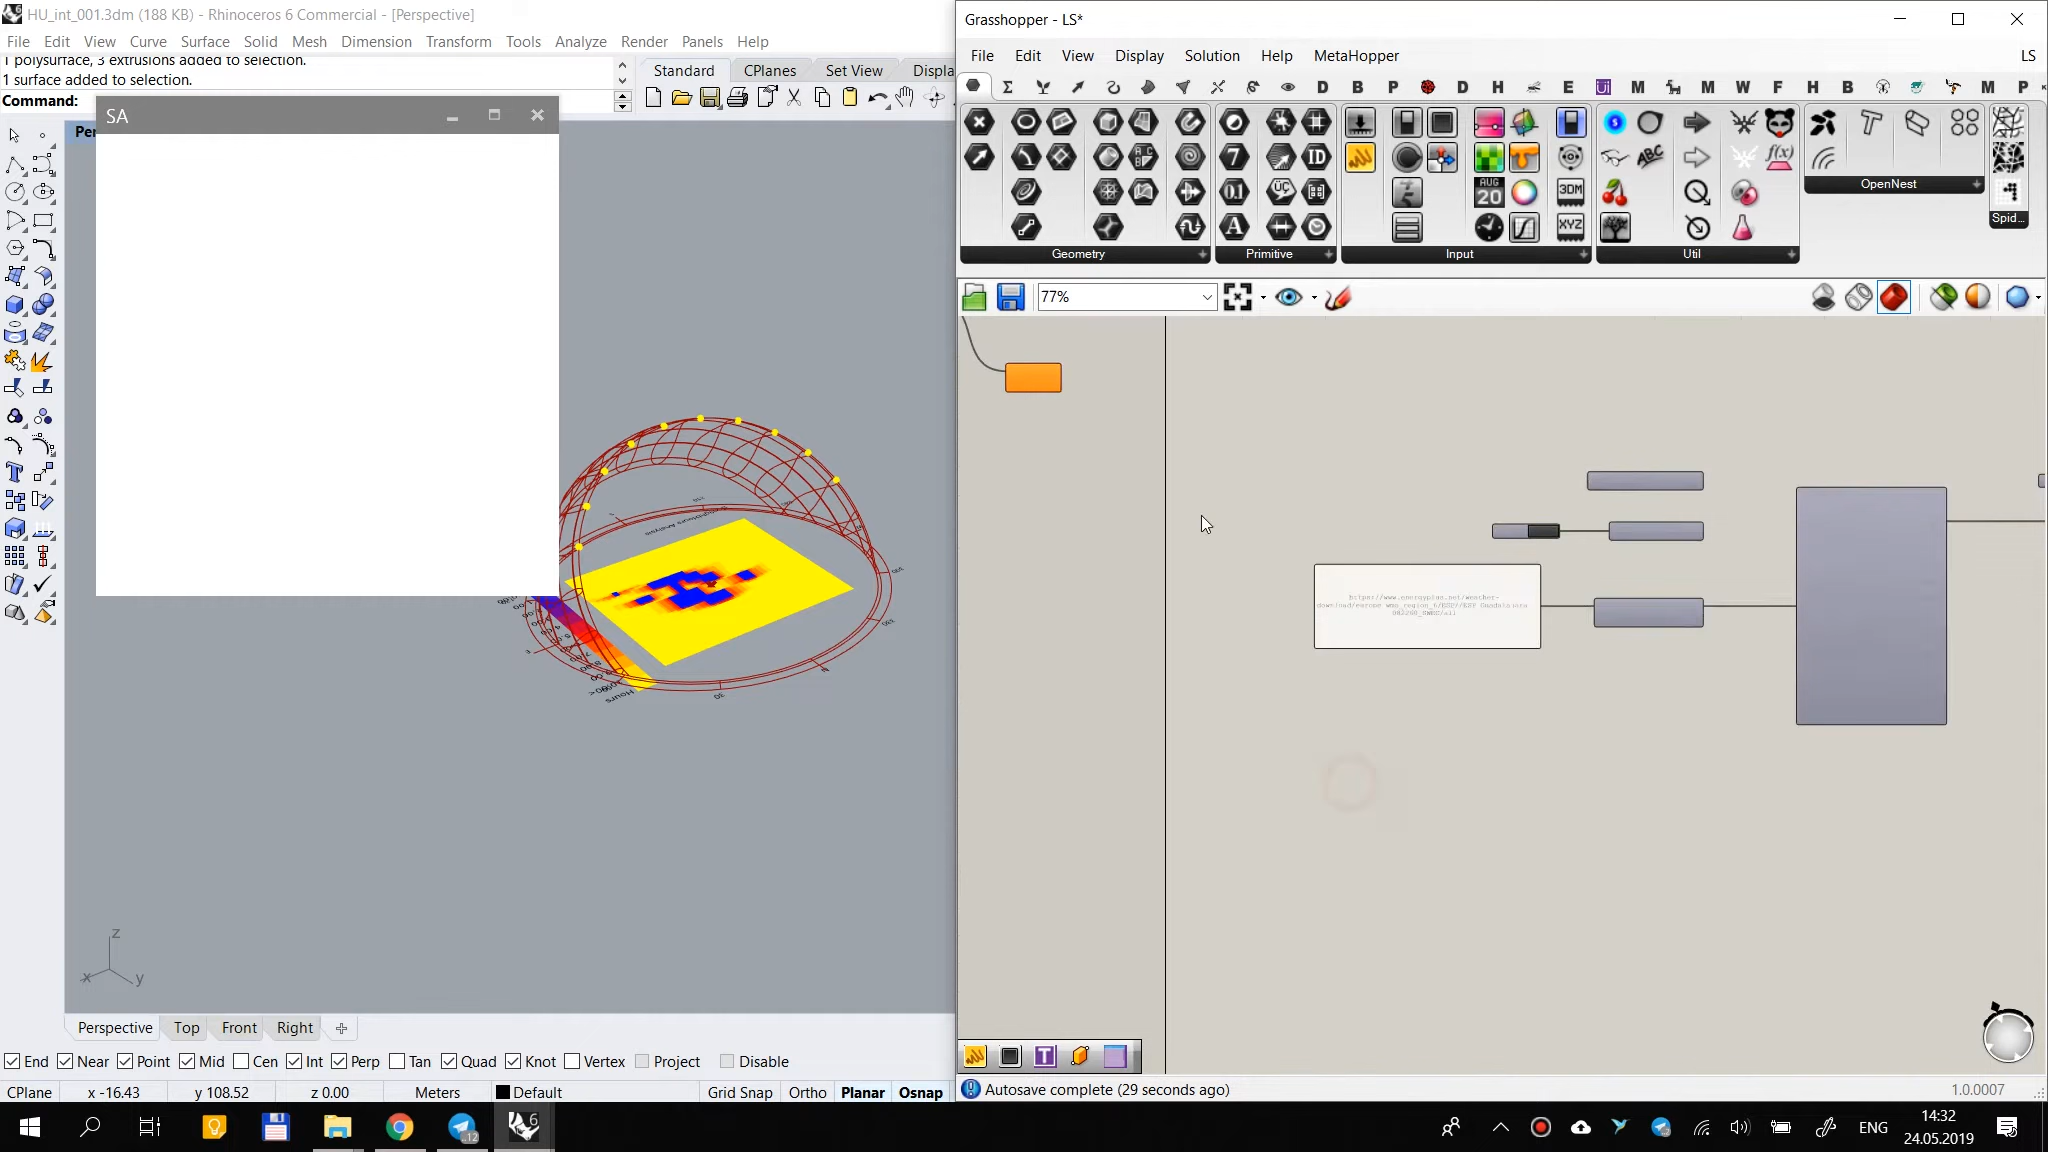 HU_int_001.3dm (188 KB) - Rhinoceros 6 Commercial - [Perspective]
File Edit View Curve Surface Solid Mesh Dimension Transform Tools Analyze Render Panels Help
1 polysurface, 3 extrusions added to selection.
1 surface added to selection.
Command:
Standard CPlanes Set View Displa
SA
Hours
30
Perspective Top Front Right
End Near Point Mid Cen Int Perp Tan Quad Knot Vertex Project Disable
CPlane x -16.43 y 108.52 z 0.00 Meters Default Grid Snap Ortho Planar Osnap
z
x y
Grasshopper - LS*
File Edit View Display Solution Help MetaHopper LS
D B P D H E M M W F H B M P
Geometry Primitive Input Util OpenNest Spid...
77%
Autosave complete (29 seconds ago) 1.0.0007
12
6
ENG
14:32
24.05.2019